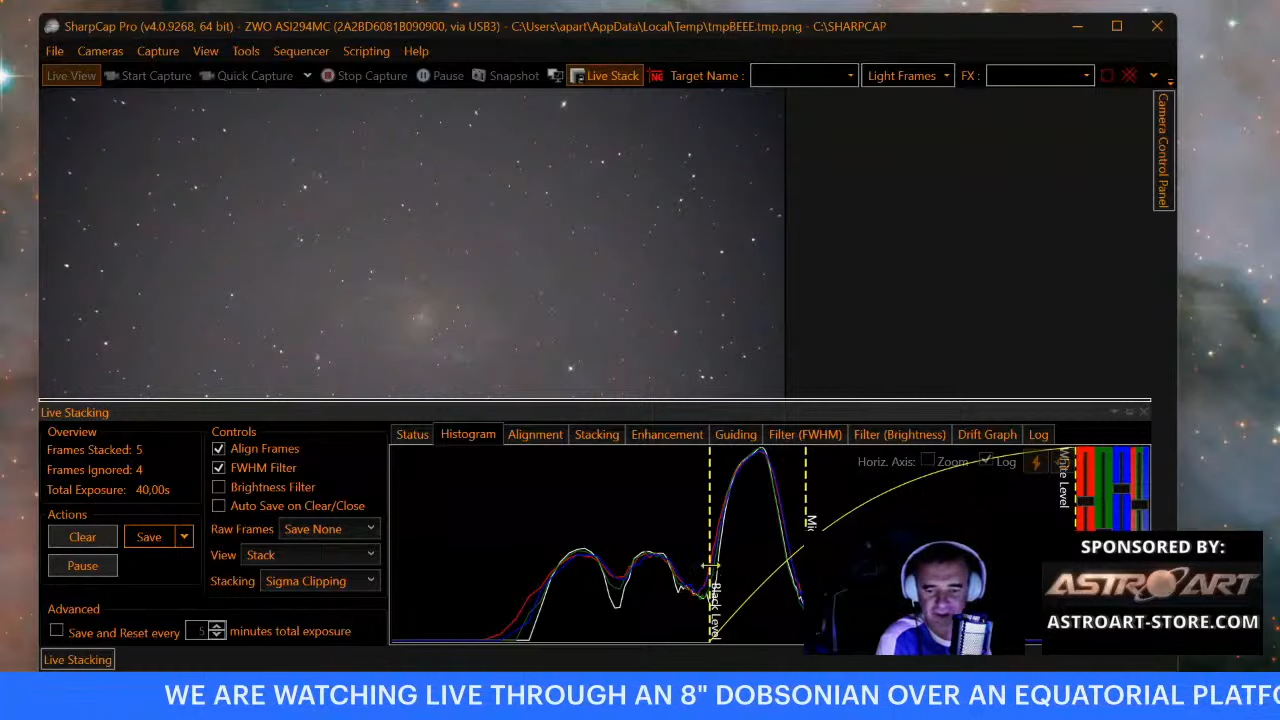 SharpCap Pro (v4.0.9268, 64 bit) - ZWO ASI294MC (2A2BD6081B090900, via USB3) - C:\Users\apart\AppData\Local\Temp\tmpBEEE.tmp.png - C:\SHARPCAP
File Cameras Capture View Tools Sequencer Scripting Help
Live View Start Capture Quick Capture Stop Capture Pause Snapshot Live Stack Target Name : Light Frames FX :
Camera Control Panel
Live Stacking
Overview
Frames Stacked: 5
Frames Ignored: 4
Total Exposure: 40,00s
Actions
Clear Save
Pause
Controls
Align Frames
FWHM Filter
Brightness Filter
Auto Save on Clear/Close
Raw Frames Save None
View Stack
Stacking Sigma Clipping
Advanced
Save and Reset every 5 minutes total exposure
Status Histogram Alignment Stacking Enhancement Guiding Filter (FWHM) Filter (Brightness) Drift Graph Log
Horiz. Axis: Zoom Log
Black Level
White Level
Live Stacking
SPONSORED BY:
ASTROART
ASTROART-STORE.COM
WE ARE WATCHING LIVE THROUGH AN 8" DOBSONIAN OVER AN EQUATORIAL